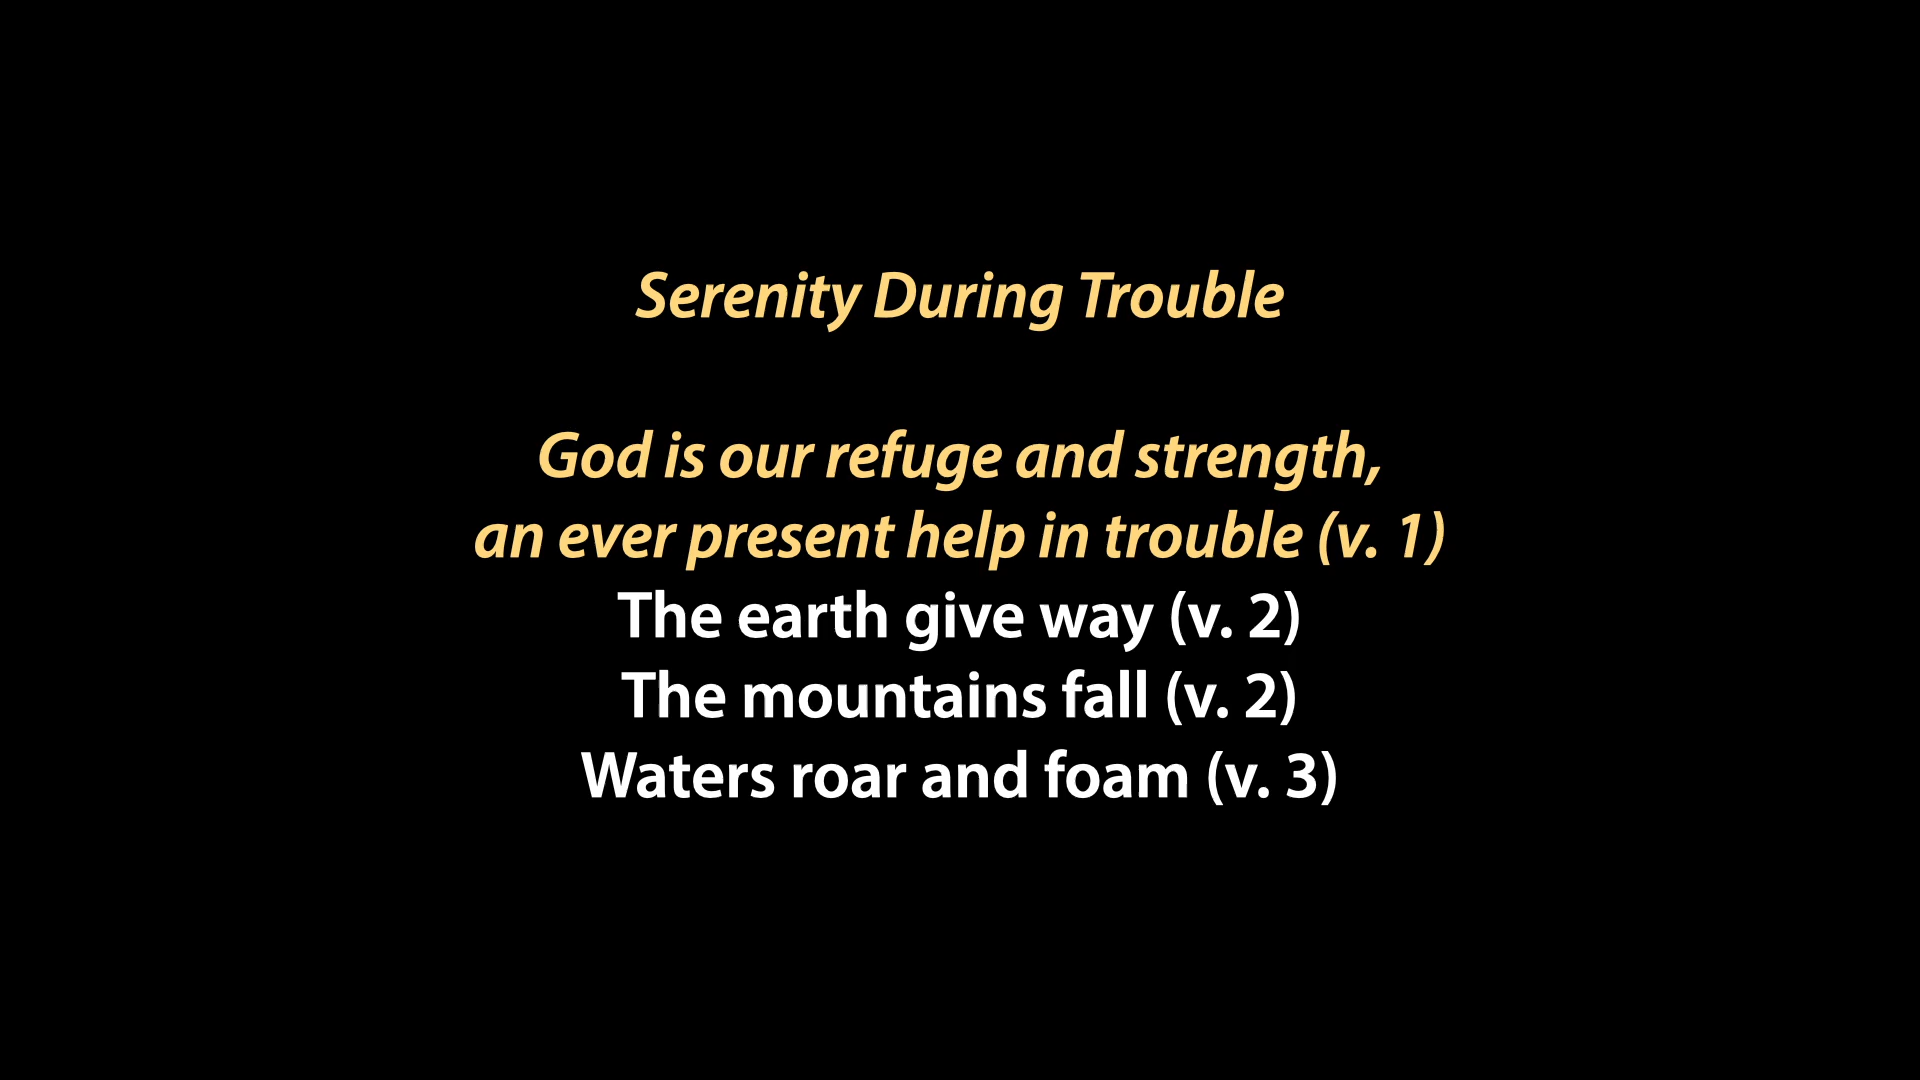 Serenity During Trouble
God is our refuge and strength,
an ever present help in trouble (v. 1)
The earth give way (v. 2)
The mountains fall (v. 2)
Waters roar and foam (v. 3)